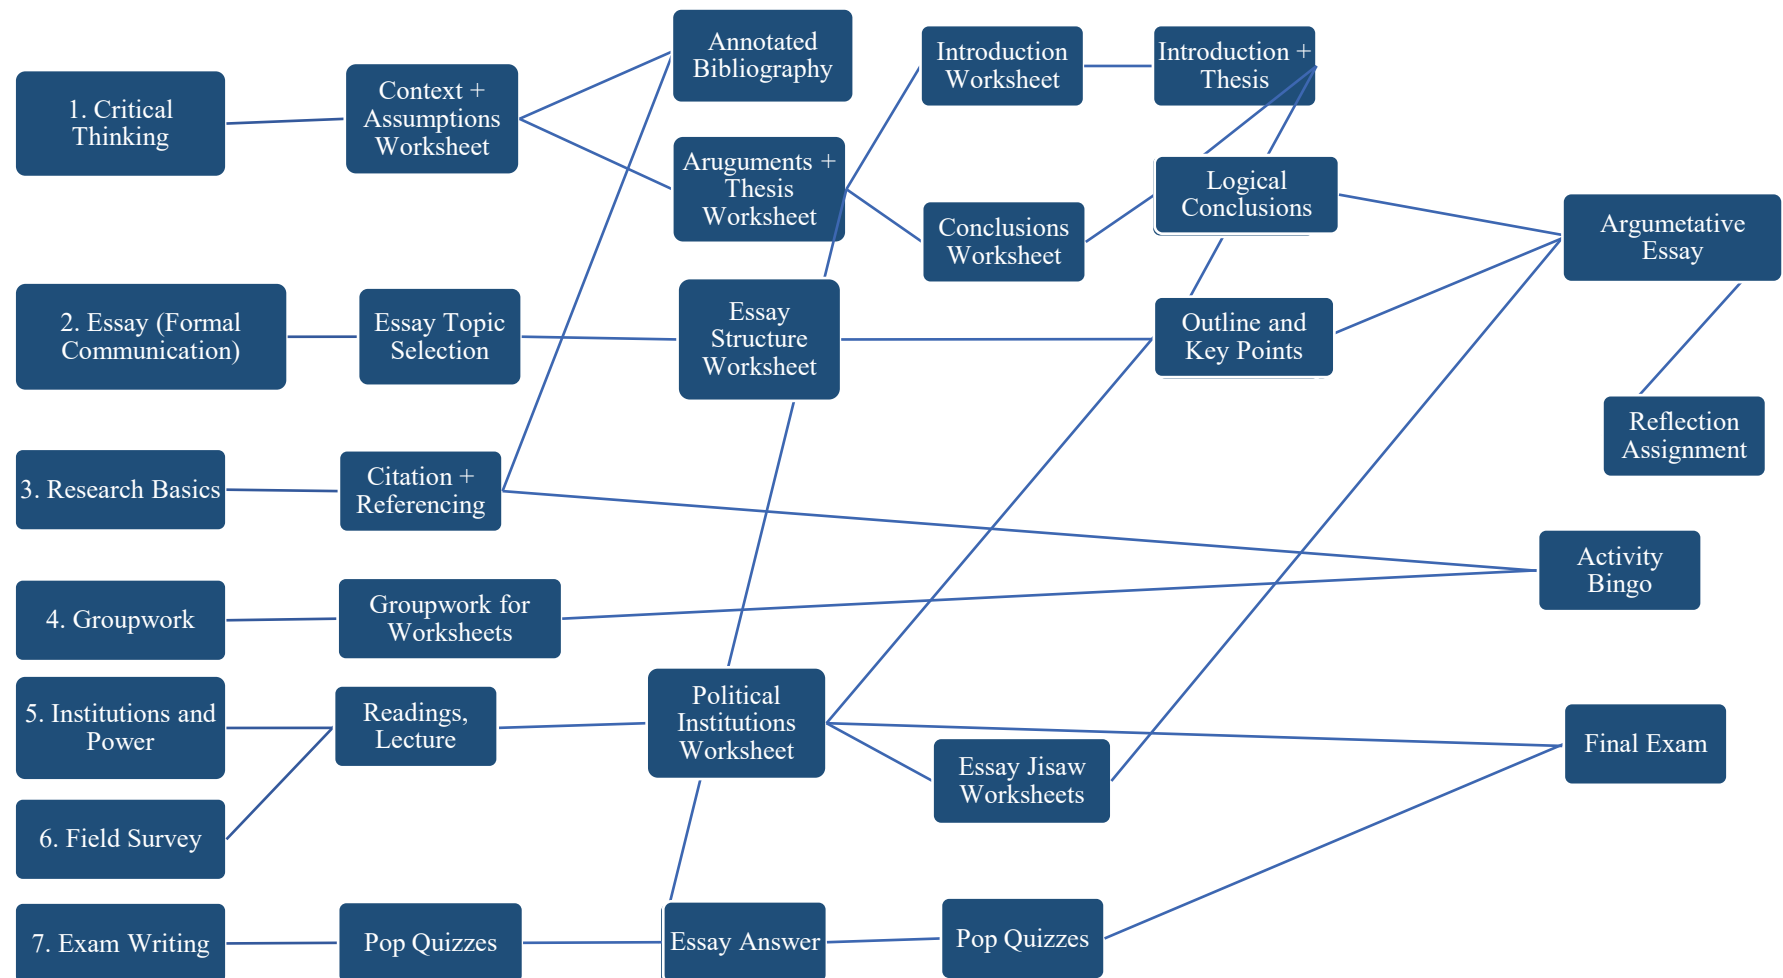 1. Critical
Thinking
Context +
Assumptions
Worksheet
Annotated
Bibliography
Aruguments +
Thesis
Worksheet
Introduction
Worksheet
Introduction +
Thesis
Conclusions
Worksheet
Logical
Conclusions
Argumetative
Essay
2. Essay (Formal
Communication)
Essay Topic
Selection
Essay
Structure
Worksheet
Outline and
Key Points
Reflection
Assignment
3. Research Basics
Citation +
Referencing
Activity
Bingo
4. Groupwork
Groupwork for
Worksheets
5. Institutions and
Power
Readings,
Lecture
Political
Institutions
Worksheet
Essay Jisaw
Worksheets
Final Exam
6. Field Survey
7. Exam Writing
Pop Quizzes
Essay Answer
Pop Quizzes